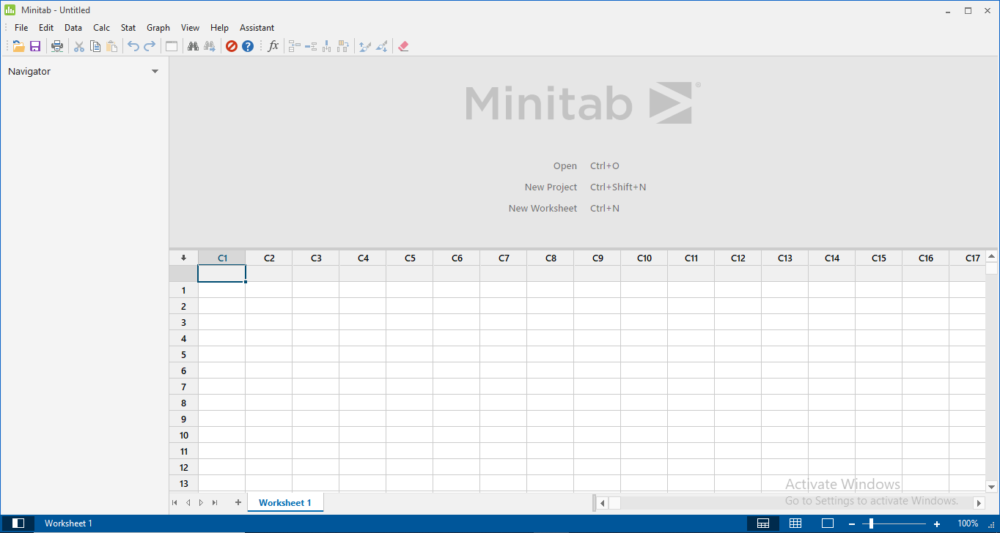 Minitab - Untitled
File Edit Data Calc Stat Graph View Help Assistant
fx
Navigator
Minitab ®
Open Ctrl+O
New Project Ctrl+Shift+N
New Worksheet Ctrl+N
C1 C2 C3 C4 C5 C6 C7 C8 C9 C10 C11 C12 C13 C14 C15 C16 C17
1
2
3
4
5
6
7
8
9
10
11
12
13
Activate Windows
Go to Settings to activate Windows.
Worksheet 1
Worksheet 1 100%